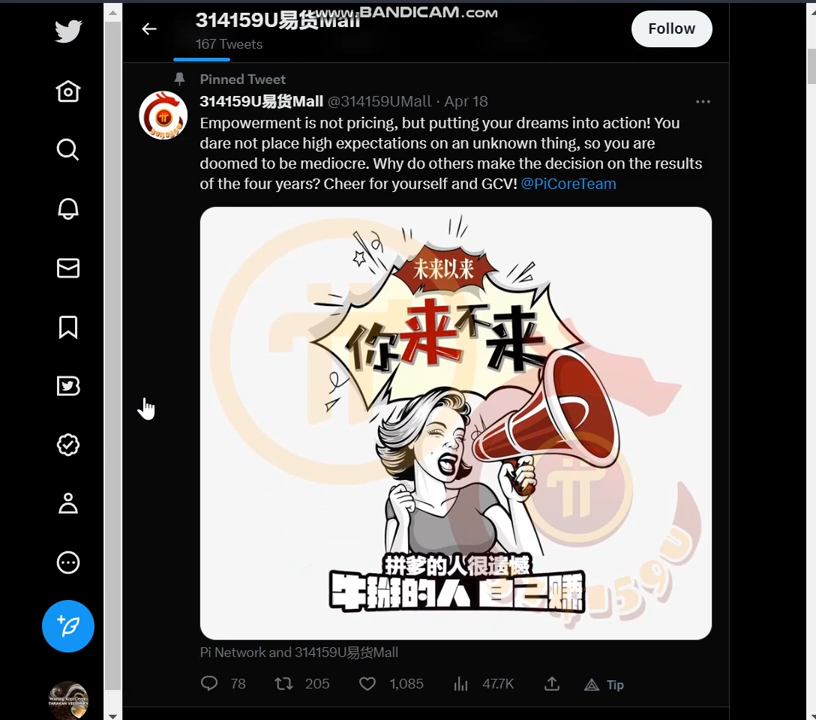 www.BANDICAM.com
314159U易货Mall
167 Tweets
Follow
Pinned Tweet
314159U易货Mall @314159UMall · Apr 18
Empowerment is not pricing, but putting your dreams into action! You
dare not place high expectations on an unknown thing, so you are
doomed to be mediocre. Why do others make the decision on the results
of the four years? Cheer for yourself and GCV! @PiCoreTeam
未来以来
你来不来
拼爹的人很遗憾
牛掰的人 自己赚
314159U
Pi Network and 314159U易货Mall
78 205 1,085 47.7K Tip